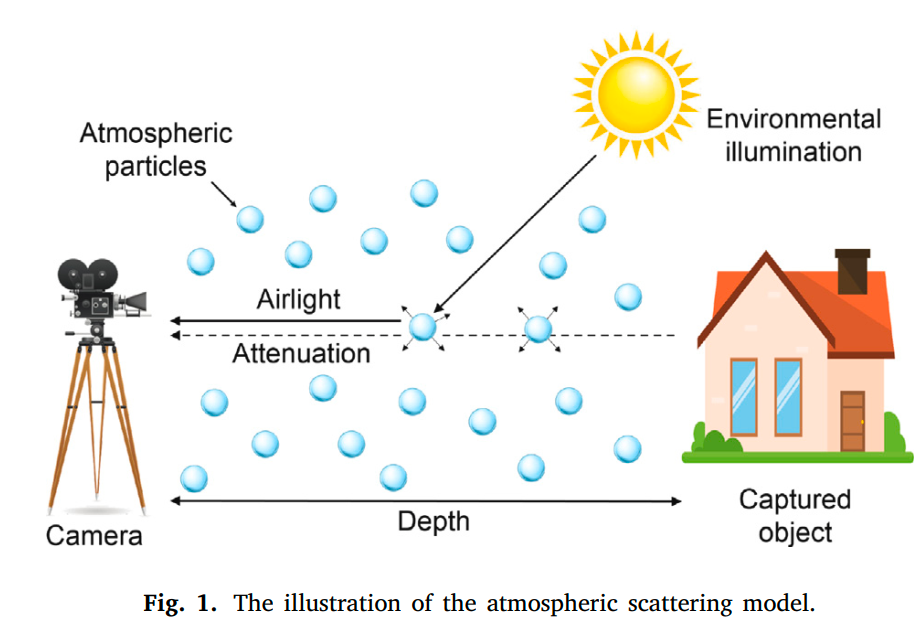 Environmental
illumination
Atmospheric
particles
Airlight
Attenuation
Depth
Camera
Captured
object
Fig. 1. The illustration of the atmospheric scattering model.